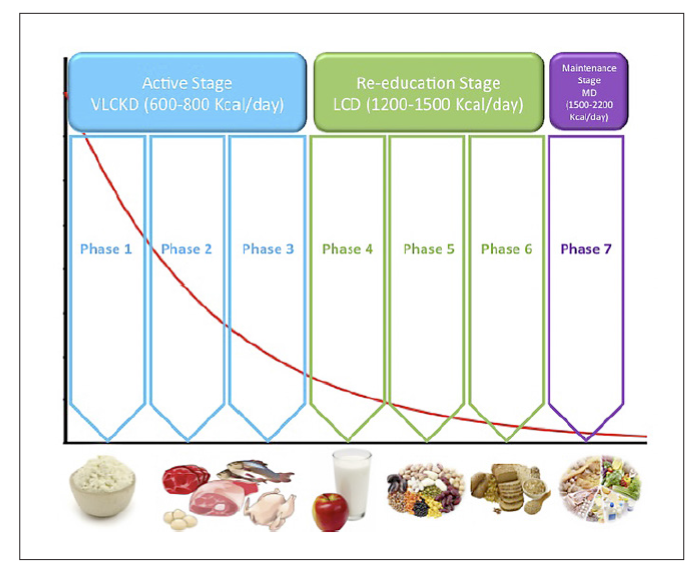 Active Stage
VLCKD (600-800 Kcal/day)
Re-education Stage
LCD (1200-1500 Kcal/day)
Maintenance
Stage
MD
(1500-2200
Kcal/day)
Phase 1
Phase 2
Phase 3
Phase 4
Phase 5
Phase 6
Phase 7